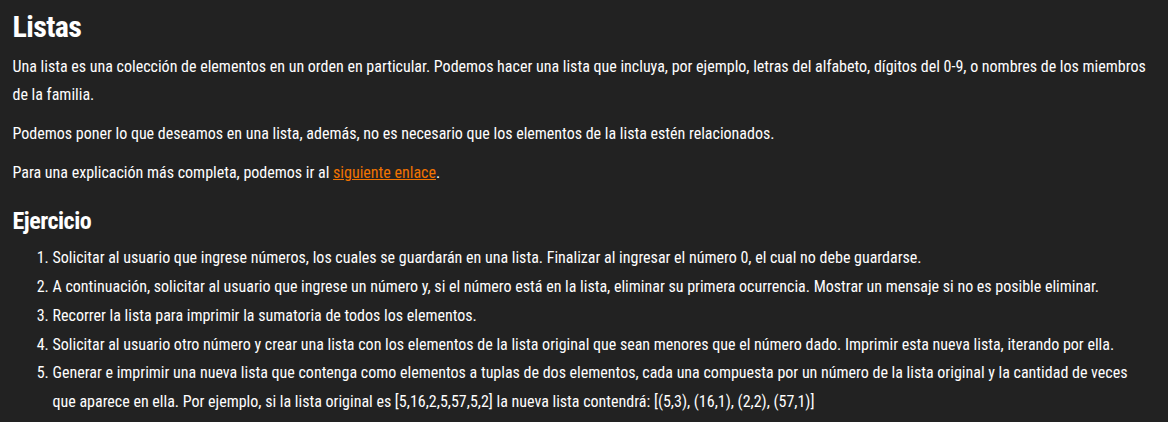 Listas
Una lista es una colección de elementos en un orden en particular. Podemos hacer una lista que incluya, por ejemplo, letras del alfabeto, dígitos del 0-9, o nombres de los miembros
de la familia.
Podemos poner lo que deseamos en una lista, además, no es necesario que los elementos de la lista estén relacionados.
Para una explicación más completa, podemos ir al siguiente enlace.
Ejercicio
1. Solicitar al usuario que ingrese números, los cuales se guardarán en una lista. Finalizar al ingresar el número 0, el cual no debe guardarse.
2. A continuación, solicitar al usuario que ingrese un número y, si el número está en la lista, eliminar su primera ocurrencia. Mostrar un mensaje si no es posible eliminar.
3. Recorrer la lista para imprimir la sumatoria de todos los elementos.
4. Solicitar al usuario otro número y crear una lista con los elementos de la lista original que sean menores que el número dado. Imprimir esta nueva lista, iterando por ella.
5. Generar e imprimir una nueva lista que contenga como elementos a tuplas de dos elementos, cada una compuesta por un número de la lista original y la cantidad de veces
que aparece en ella. Por ejemplo, si la lista original es [5,16,2,5,57,5,2] la nueva lista contendrá: [(5,3), (16,1), (2,2), (57,1)]